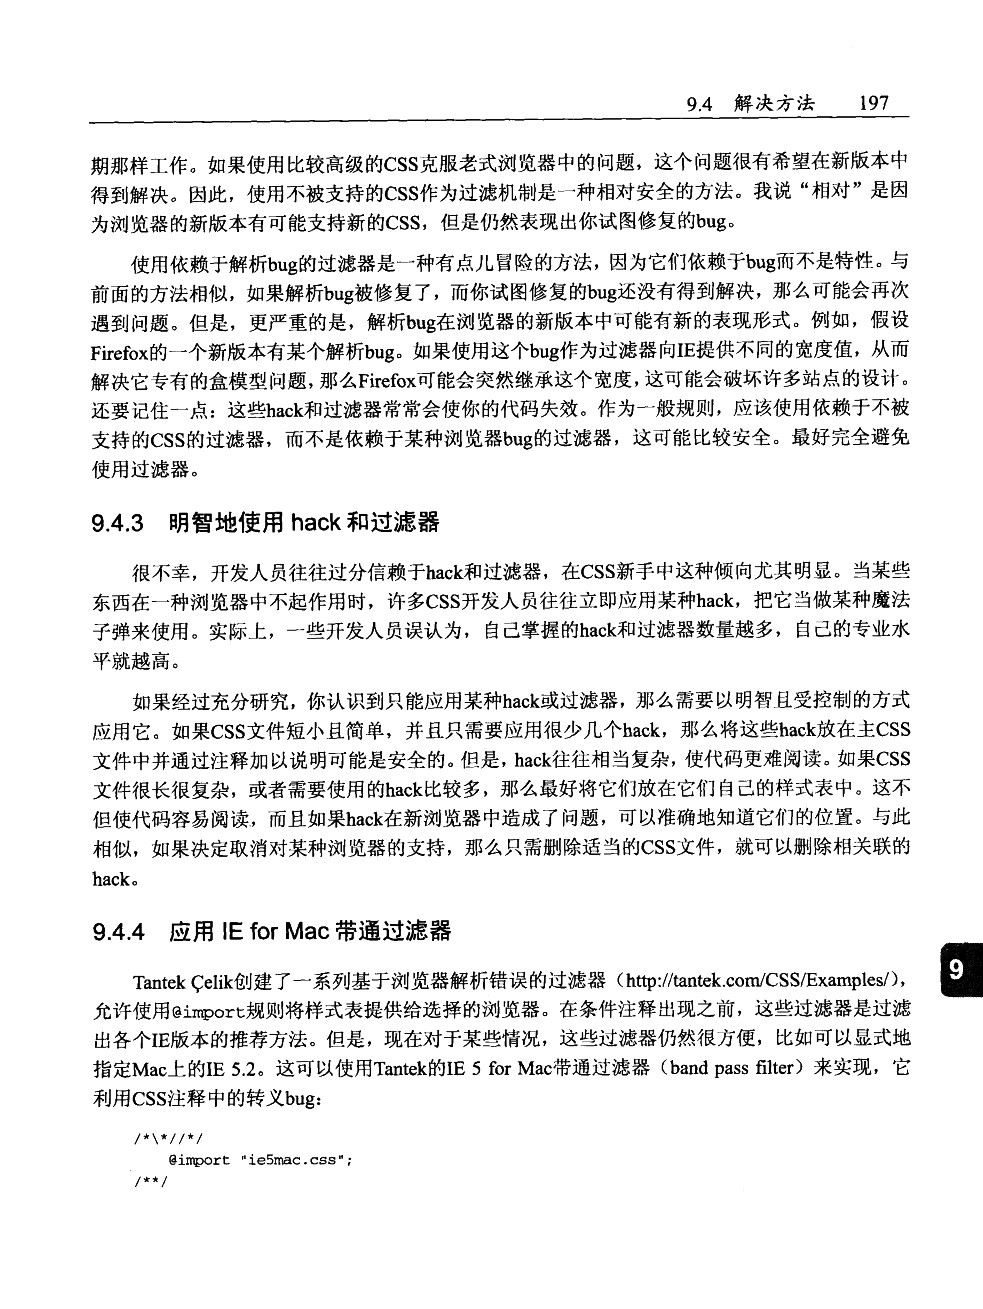 9.4 解决方法 197
期那样工作。如果使用比较高级的CSS克服老式浏览器中的问题，这个问题很有希望在新版本中
得到解决。因此，使用不被支持的CSS作为过滤机制是一种相对安全的方法。我说“相对”是因
为浏览器的新版本有可能支持新的CSS，但是仍然表现出你试图修复的bug。
使用依赖于解析bug的过滤器是一种有点儿冒险的方法，因为它们依赖于bug而不是特性。与
前面的方法相似，如果解析bug被修复了，而你试图修复的bug还没有得到解决，那么可能会再次
遇到问题。但是，更严重的是，解析bug在浏览器的新版本中可能有新的表现形式。例如，假设
Firefox的一个新版本有某个解析bug。如果使用这个bug作为过滤器向IE提供不同的宽度值，从而
解决它专有的盒模型问题，那么Firefox可能会突然继承这个宽度，这可能会破坏许多站点的设计。
还要记住一点：这些hack和过滤器常常会使你的代码失效。作为一般规则，应该使用依赖于不被
支持的CSS的过滤器，而不是依赖于某种浏览器bug的过滤器，这可能比较安全。最好完全避免
使用过滤器。
9.4.3 明智地使用 hack 和过滤器
很不幸，开发人员往往过分信赖于hack和过滤器，在CSS新手中这种倾向尤其明显。当某些
东西在一种浏览器中不起作用时，许多CSS开发人员往往立即应用某种hack，把它当做某种魔法
子弹来使用。实际上，一些开发人员误认为，自己掌握的hack和过滤器数量越多，自己的专业水
平就越高。
如果经过充分研究，你认识到只能应用某种hack或过滤器，那么需要以明智且受控制的方式
应用它。如果CSS文件短小且简单，并且只需要应用很少几个hack，那么将这些hack放在主CSS
文件中并通过注释加以说明可能是安全的。但是，hack往往相当复杂，使代码更难阅读。如果CSS
文件很长很复杂，或者需要使用的hack比较多，那么最好将它们放在它们自己的样式表中。这不
但使代码容易阅读，而且如果hack在新浏览器中造成了问题，可以准确地知道它们的位置。与此
相似，如果决定取消对某种浏览器的支持，那么只需删除适当的CSS文件，就可以删除相关联的
hack。
9.4.4 应用 IE for Mac 带通过滤器
Tantek Çelik创建了一系列基于浏览器解析错误的过滤器（http://tantek.com/CSS/Examples/），
允许使用@import规则将样式表提供给选择的浏览器。在条件注释出现之前，这些过滤器是过滤
出各个IE版本的推荐方法。但是，现在对于某些情况，这些过滤器仍然很方便，比如可以显式地
指定Mac上的IE 5.2。这可以使用Tantek的IE 5 for Mac带通过滤器（band pass filter）来实现，它
利用CSS注释中的转义bug：
/*\*//*/
@import "ie5mac.css";
/**/
9